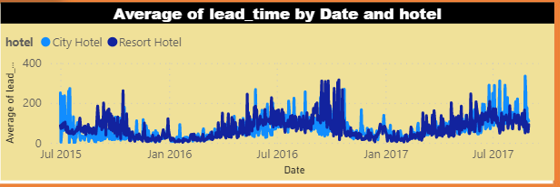 Average of lead_time by Date and hotel
hotel City Hotel Resort Hotel
Average of lead_...
400
200
0
Jul 2015 Jan 2016 Jul 2016 Jan 2017 Jul 2017
Date